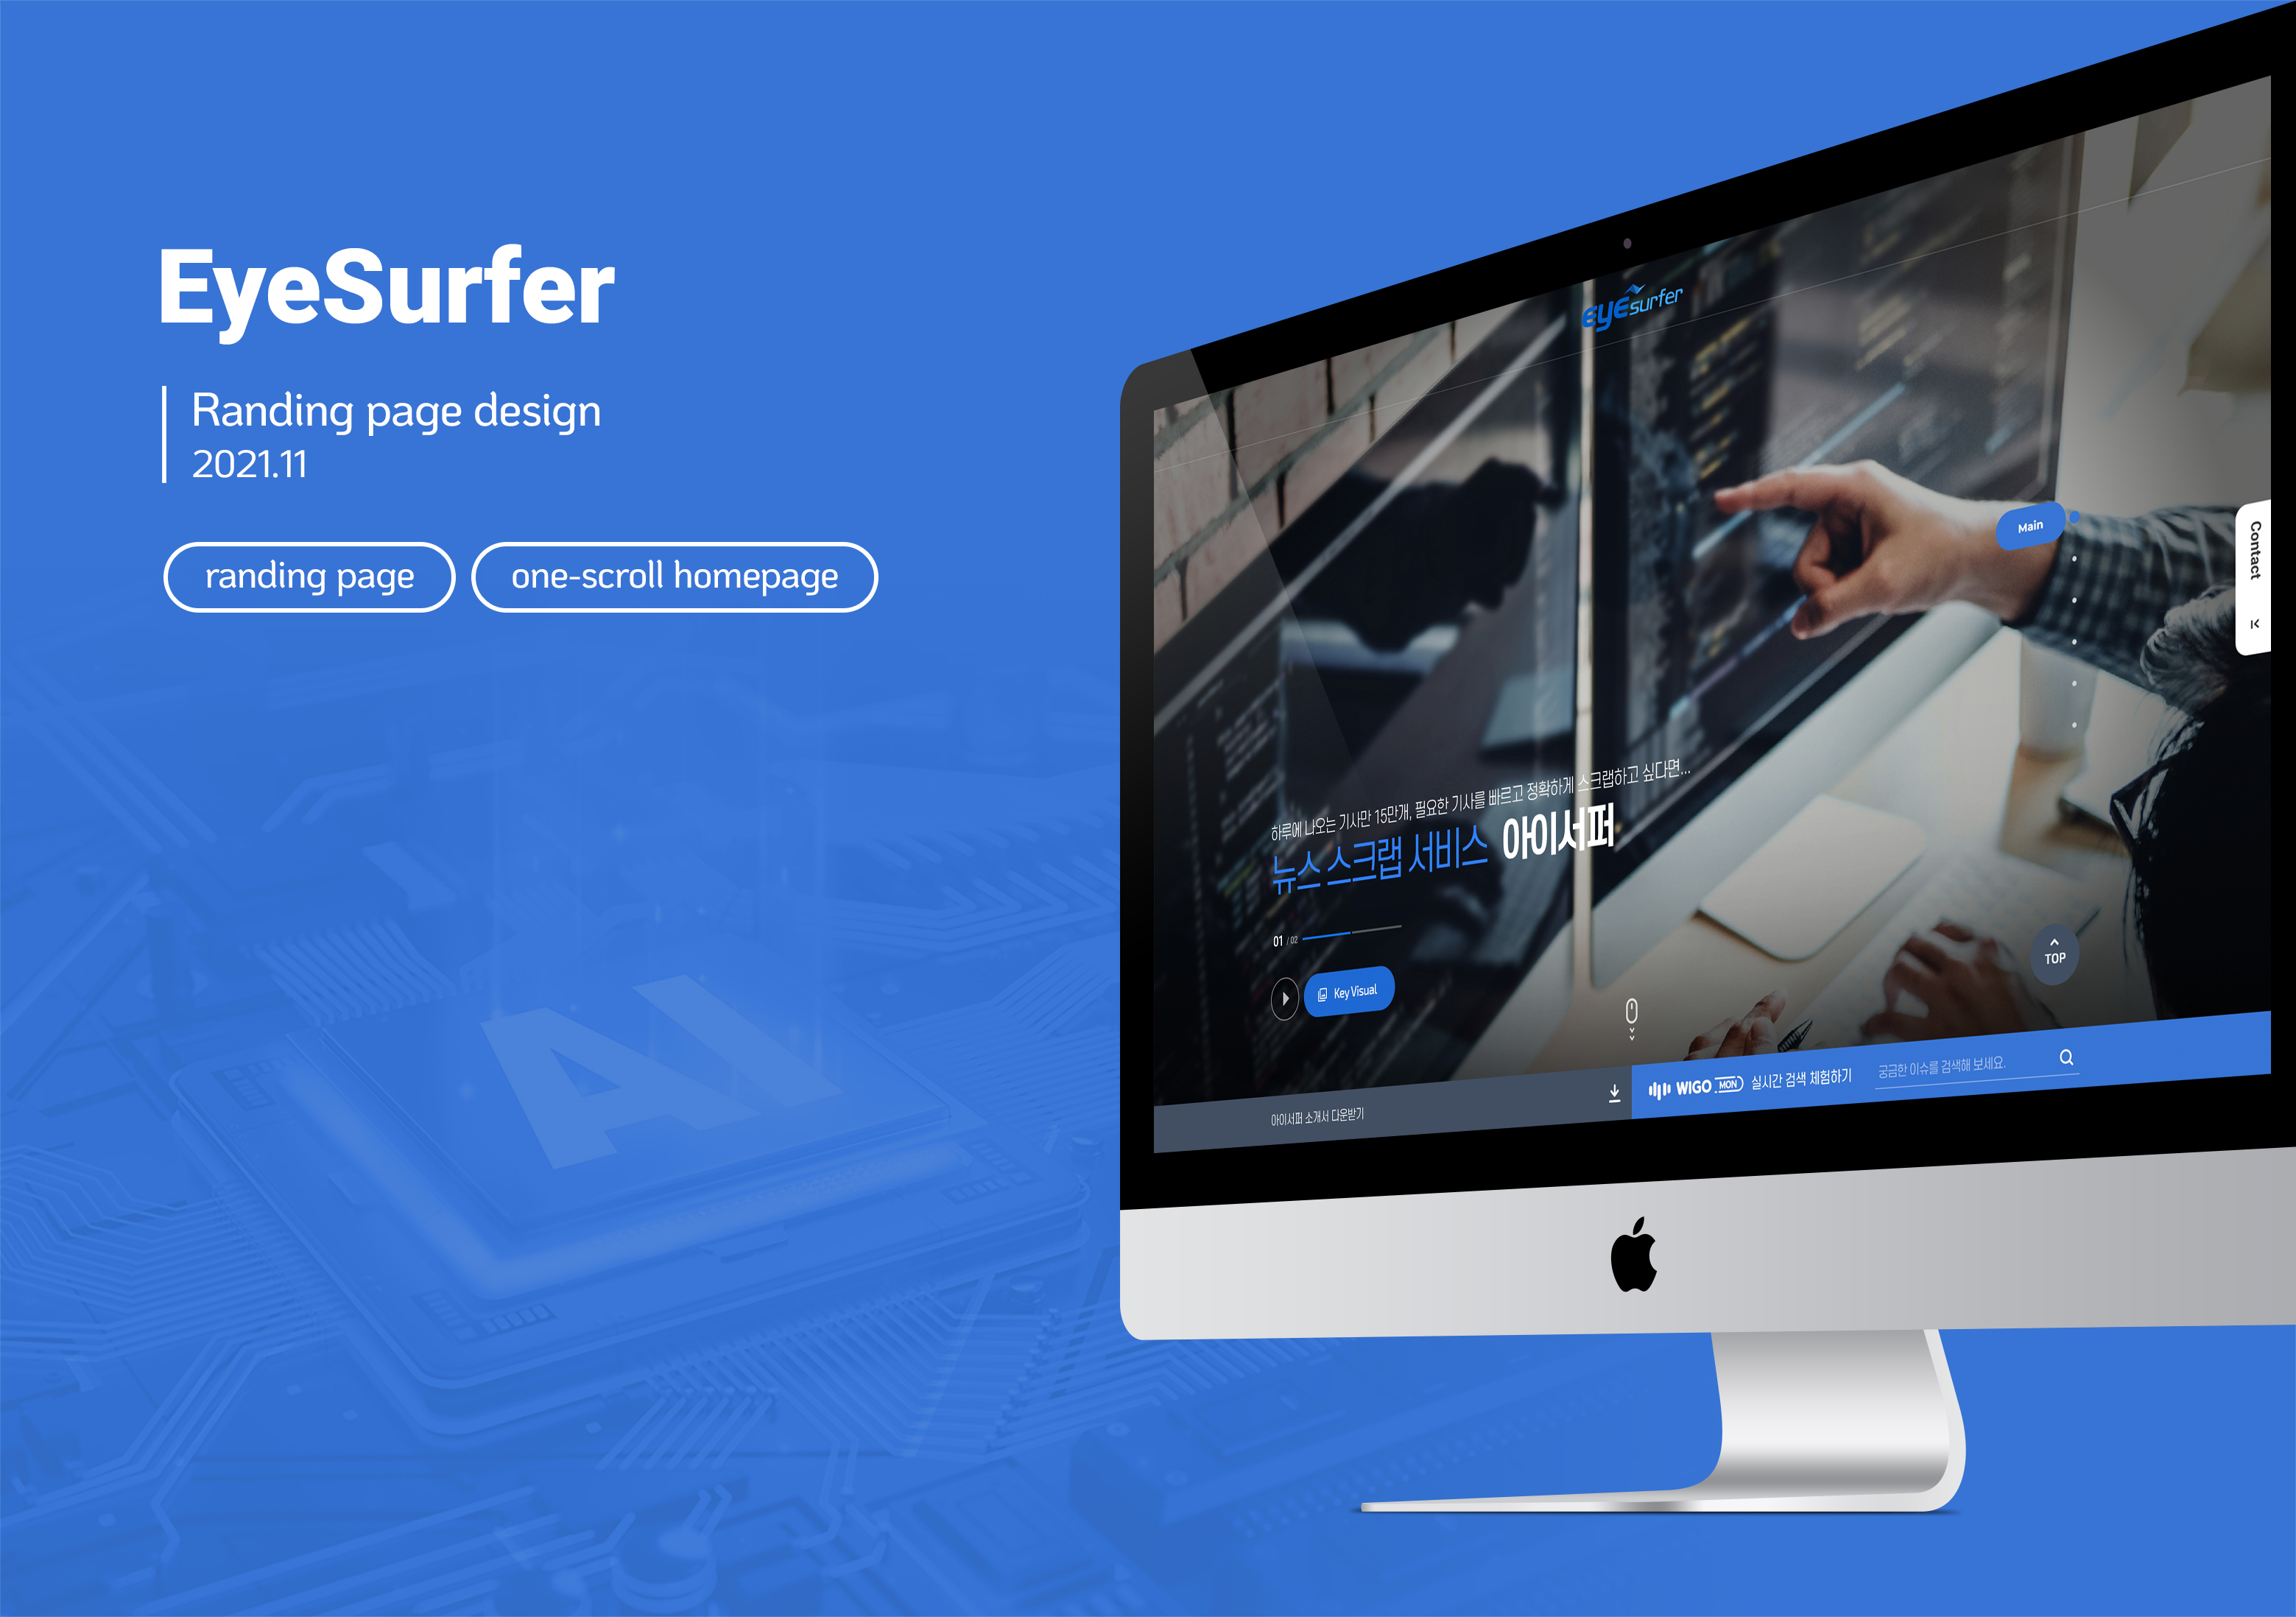 EyeSurfer
Randing page design
2021.11
randing page
one-scroll homepage
AI
eyesurfer
Main
Contact
하루에 나오는 기사만 15만개, 필요한 기사를 빠르고 정확하게 스크랩하고 싶다면...
뉴스 스크랩 서비스 아이서퍼
01 / 02
Key Visual
TOP
아이서퍼 소개서 다운받기
WIGO MON 실시간 검색 체험하기
궁금한 이슈를 검색해 보세요.